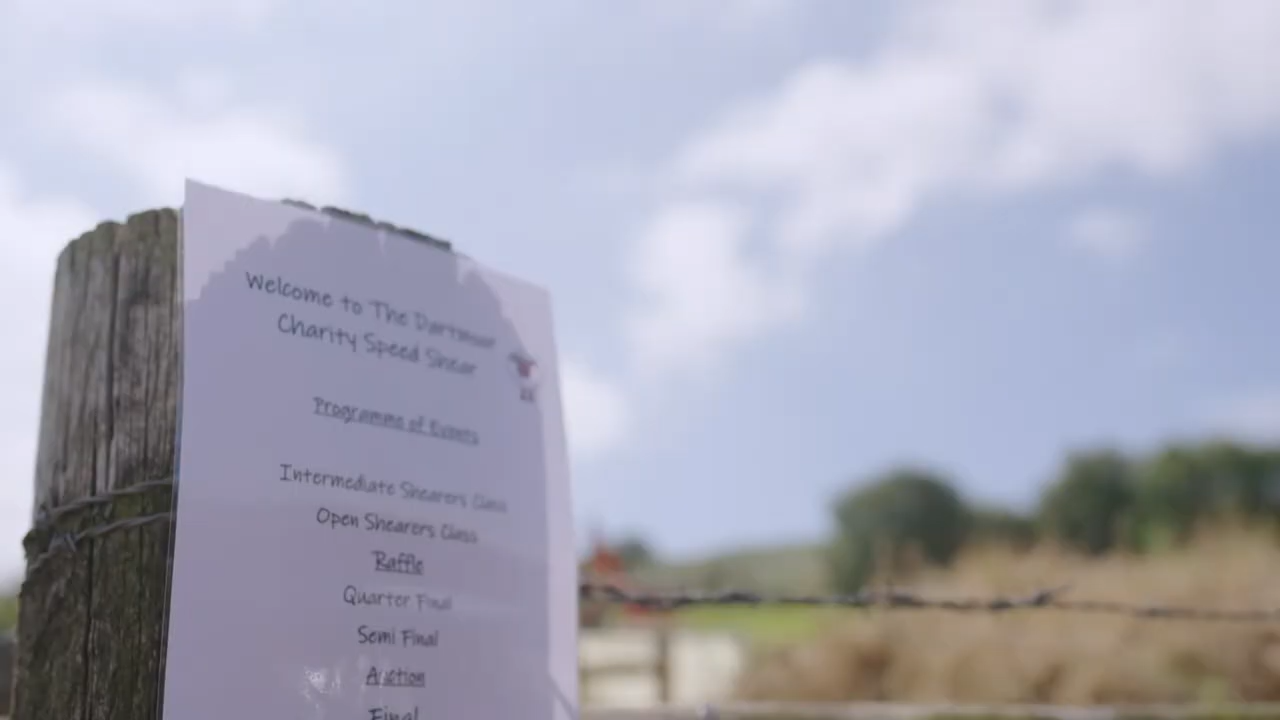 Welcome to The Dartmoor
Charity Speed Shear
Programme of Events
Intermediate Shearers Class
Open Shearers Class
Raffle
Quarter Final
Semi Final
Auction
Final